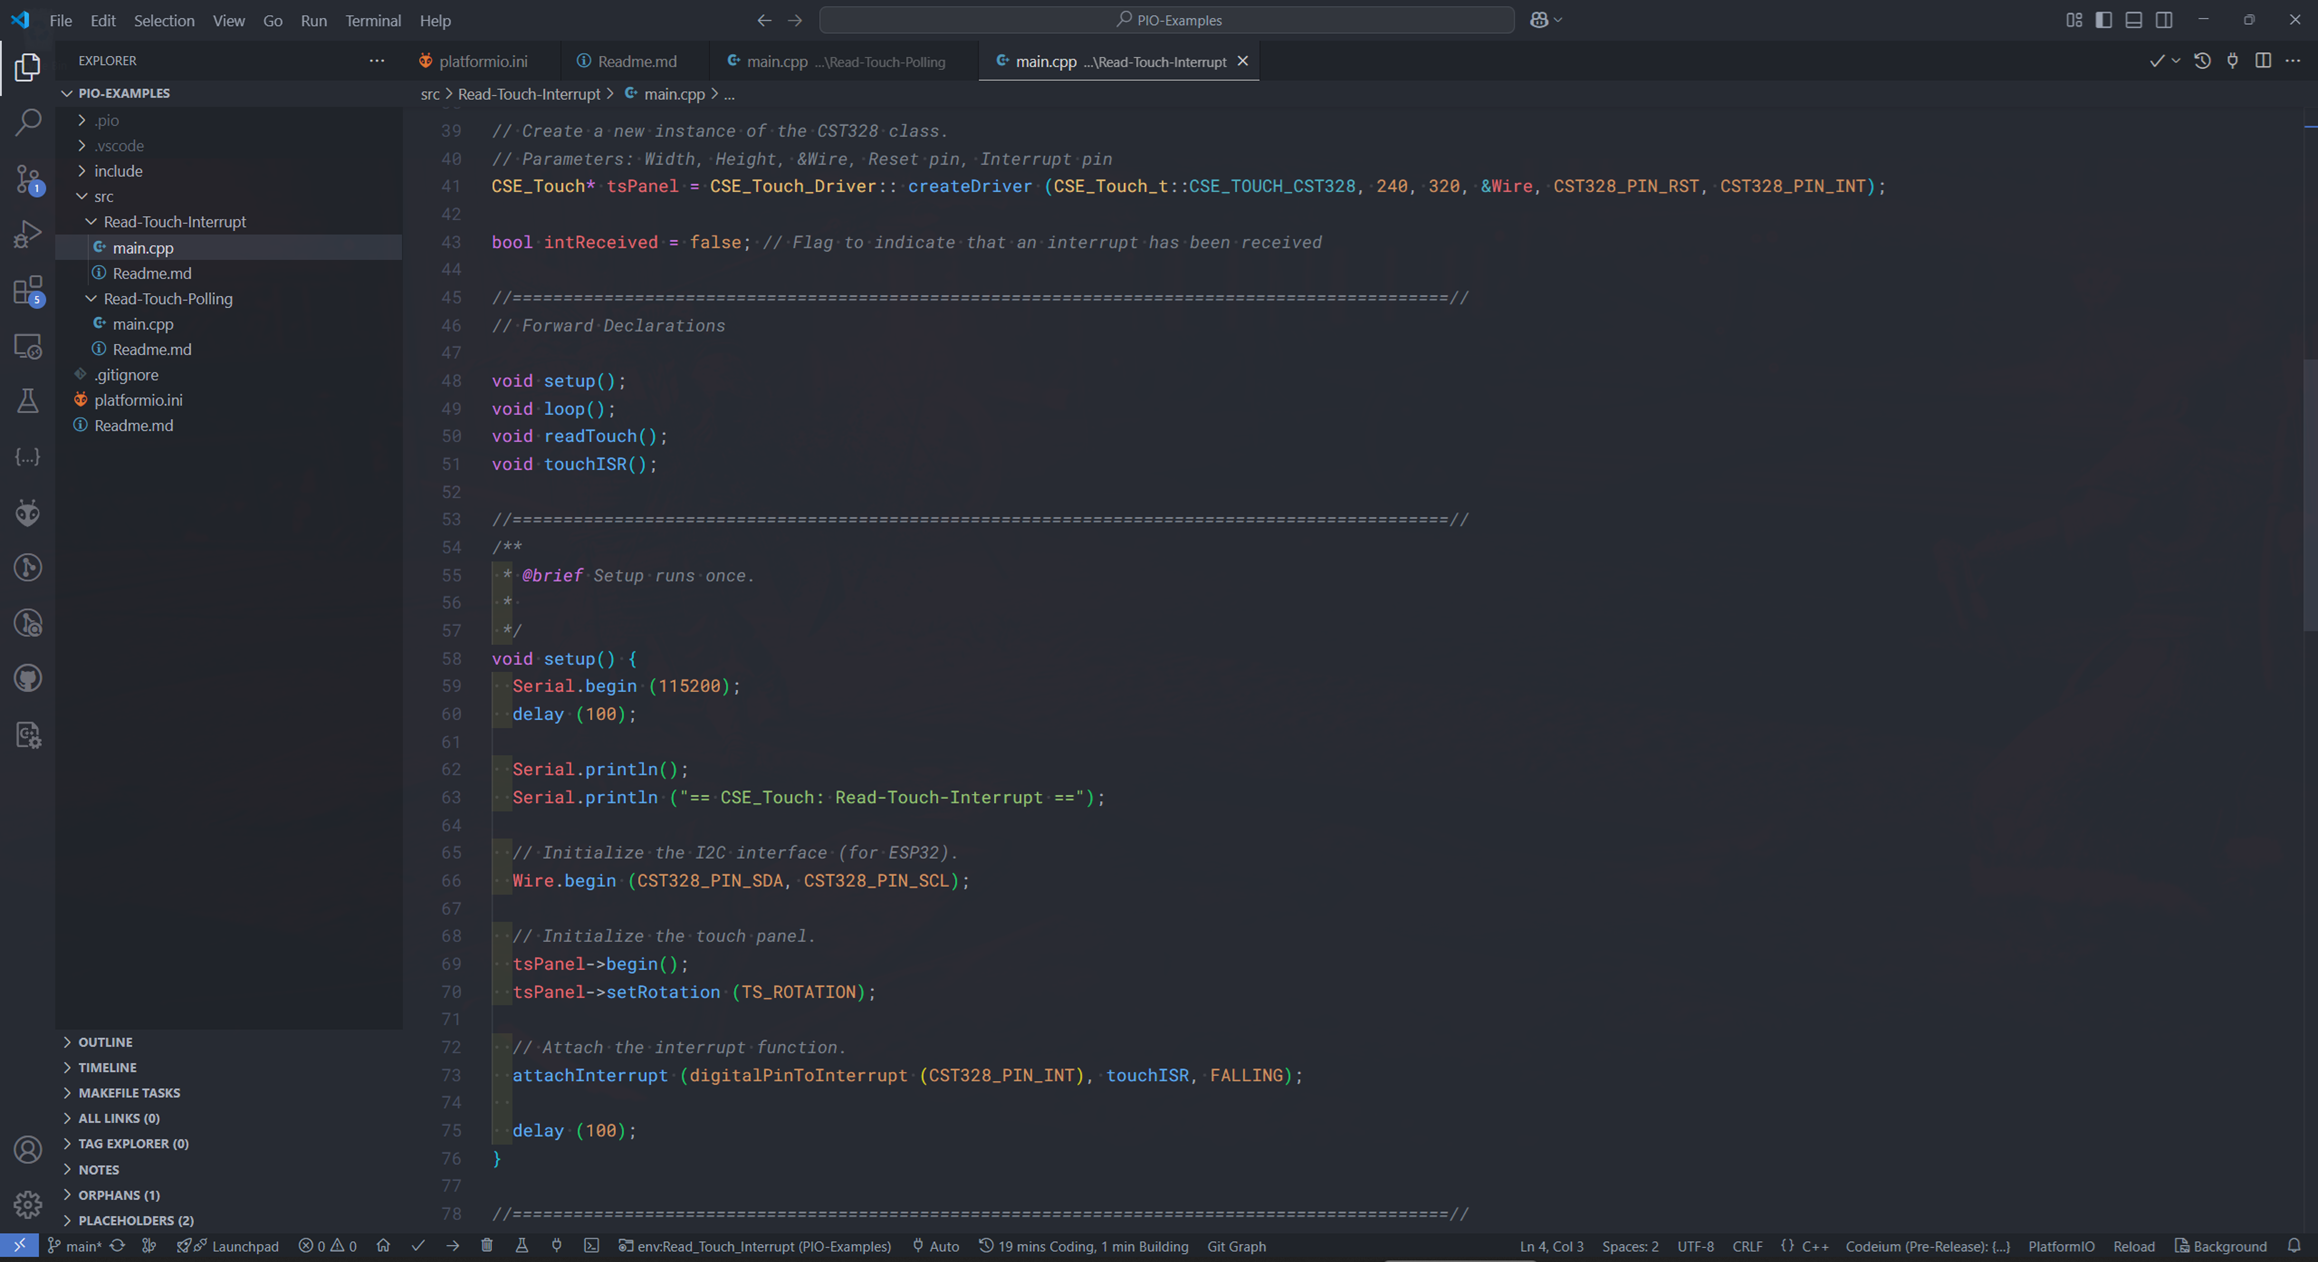 File Edit Selection View Go Run Terminal Help
PIO-Examples
EXPLORER
platformio.ini
Readme.md
main.cpp ...\Read-Touch-Polling
main.cpp ...\Read-Touch-Interrupt
PIO-EXAMPLES
src > Read-Touch-Interrupt > main.cpp > ...
.pio
.vscode
include
src
Read-Touch-Interrupt
main.cpp
Readme.md
Read-Touch-Polling
main.cpp
Readme.md
.gitignore
platformio.ini
Readme.md
1
5
39 // Create a new instance of the CST328 class.
40 // Parameters: Width, Height, &Wire, Reset pin, Interrupt pin
41 CSE_Touch* tsPanel = CSE_Touch_Driver:: createDriver (CSE_Touch_t::CSE_TOUCH_CST328, 240, 320, &Wire, CST328_PIN_RST, CST328_PIN_INT);
42
43 bool intReceived = false; // Flag to indicate that an interrupt has been received
44
45 //============================================================================================//
46 // Forward Declarations
47
48 void setup();
49 void loop();
50 void readTouch();
51 void touchISR();
52
53 //============================================================================================//
54 /**
55  * @brief Setup runs once.
56  *
57  */
58 void setup() {
59   Serial.begin (115200);
60   delay (100);
61
62   Serial.println();
63   Serial.println ("== CSE_Touch: Read-Touch-Interrupt ==");
64
65   // Initialize the I2C interface (for ESP32).
66   Wire.begin (CST328_PIN_SDA, CST328_PIN_SCL);
67
68   // Initialize the touch panel.
69   tsPanel->begin();
70   tsPanel->setRotation (TS_ROTATION);
71
72   // Attach the interrupt function.
73   attachInterrupt (digitalPinToInterrupt (CST328_PIN_INT), touchISR, FALLING);
74
75   delay (100);
76 }
77
78 //============================================================================================//
OUTLINE
TIMELINE
MAKEFILE TASKS
ALL LINKS (0)
TAG EXPLORER (0)
NOTES
ORPHANS (1)
PLACEHOLDERS (2)
main* Launchpad 0 0 env:Read_Touch_Interrupt (PIO-Examples) Auto 19 mins Coding, 1 min Building Git Graph Ln 4, Col 3 Spaces: 2 UTF-8 CRLF {} C++ Codeium (Pre-Release): {...} PlatformIO Reload Background